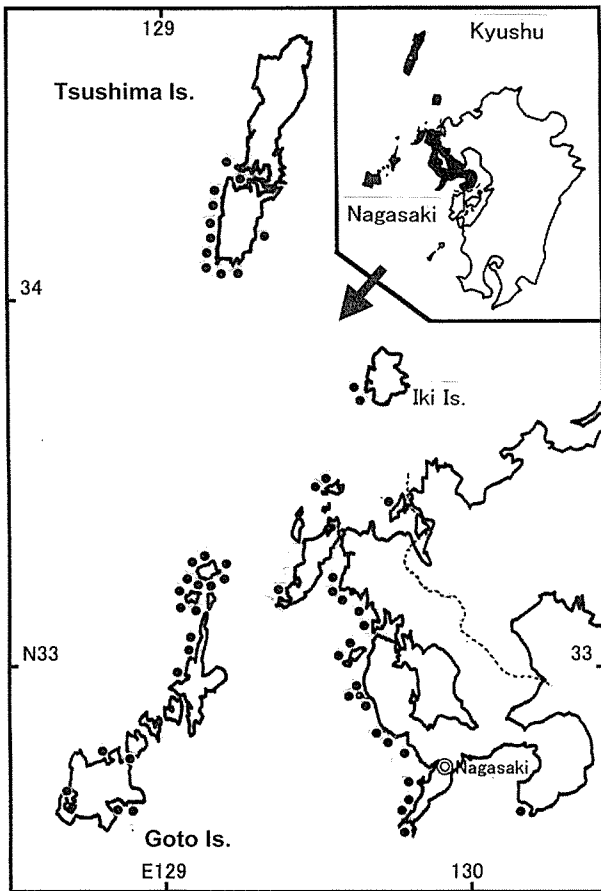 129
Kyushu
Tsushima Is.
Nagasaki
34
Iki Is.
N33
33
Nagasaki
Goto Is.
E129
130